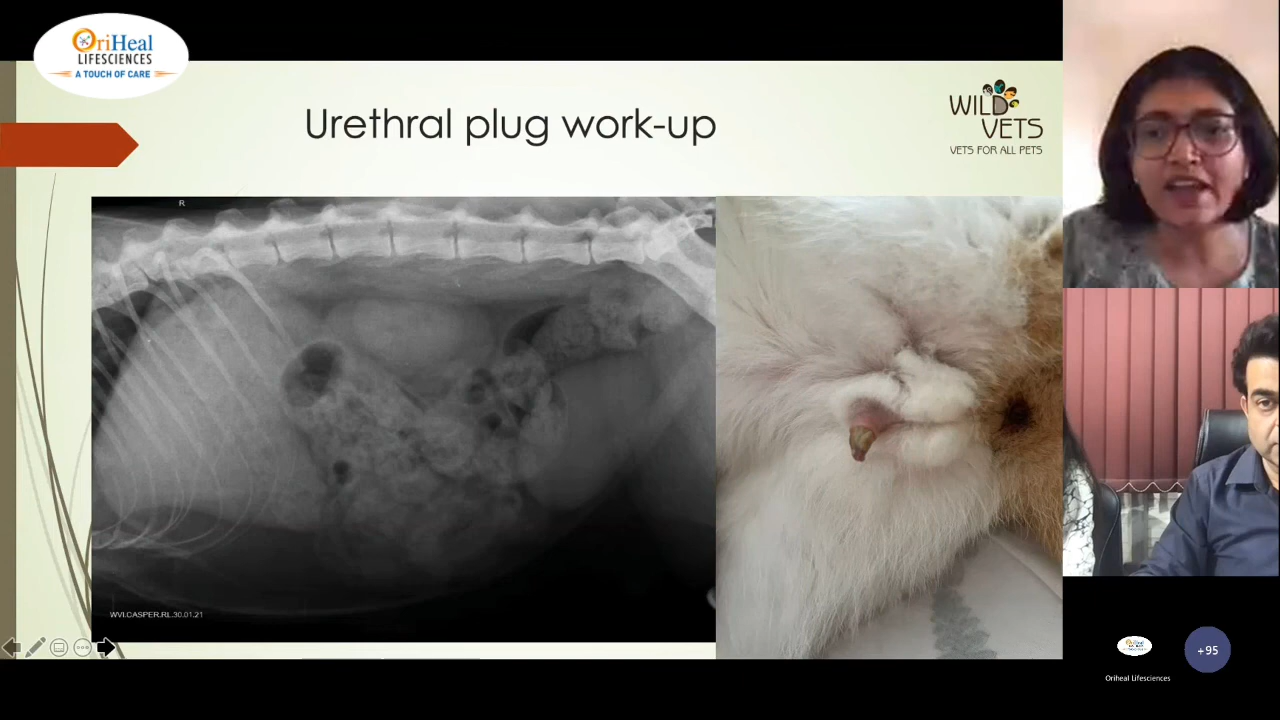 OriHeal
LIFESCIENCES
A TOUCH OF CARE
Urethral plug work-up
WILD
VETS
VETS FOR ALL PETS
R
WVI.CASPER.RL.30.01.21
OriHeal
Oriheal Lifesciences
+95